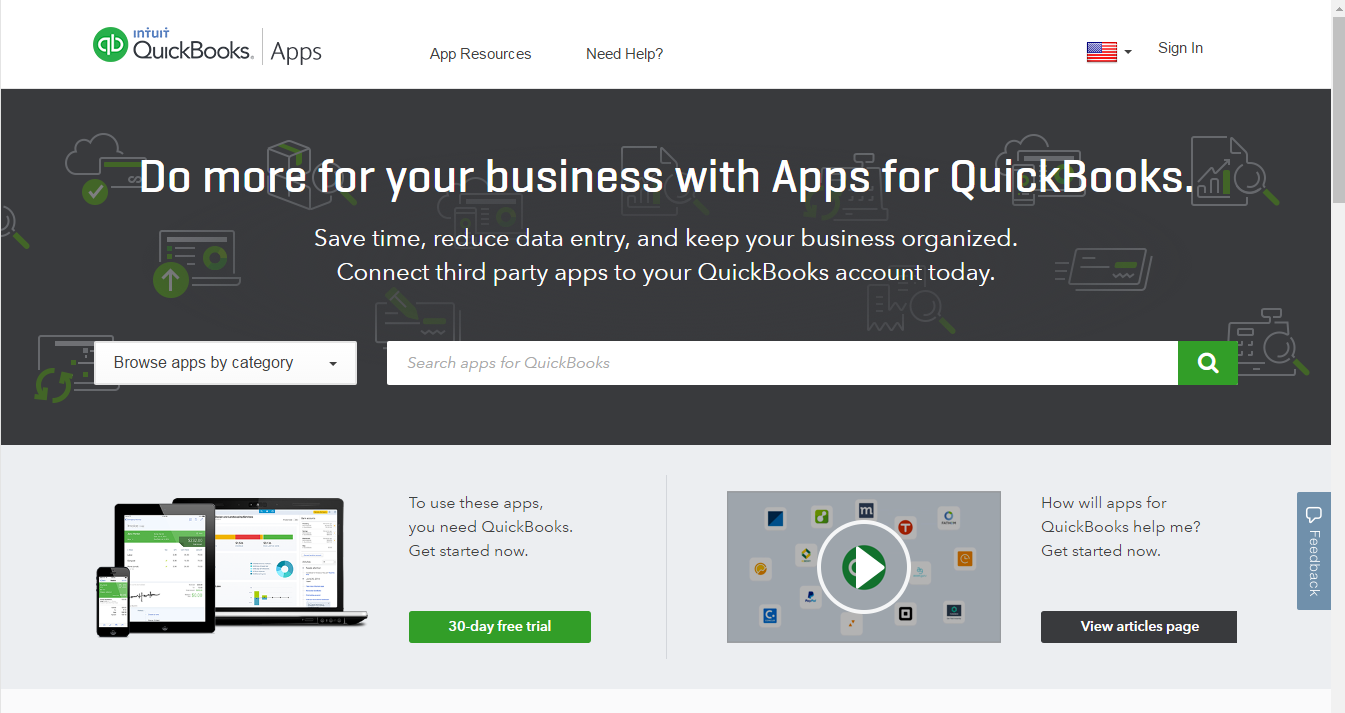 intuit
QuickBooks.
Apps
App Resources
Need Help?
Sign In
Do more for your business with Apps for QuickBooks.
Save time, reduce data entry, and keep your business organized.
Connect third party apps to your QuickBooks account today.
Browse apps by category
Search apps for QuickBooks
To use these apps,
you need QuickBooks.
Get started now.
30-day free trial
How will apps for
QuickBooks help me?
Get started now.
View articles page
Feedback